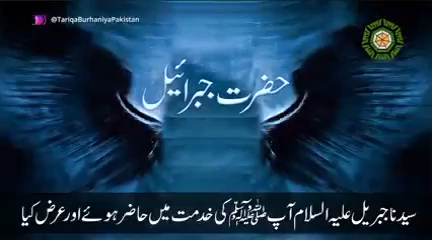 @TariqaBurhaniyaPakistan
حضرت جبرائیل
سیدنا جبریل علیہ السلام آپ ﷺ کی خدمت میں حاضر ہوئے اور عرض کیا